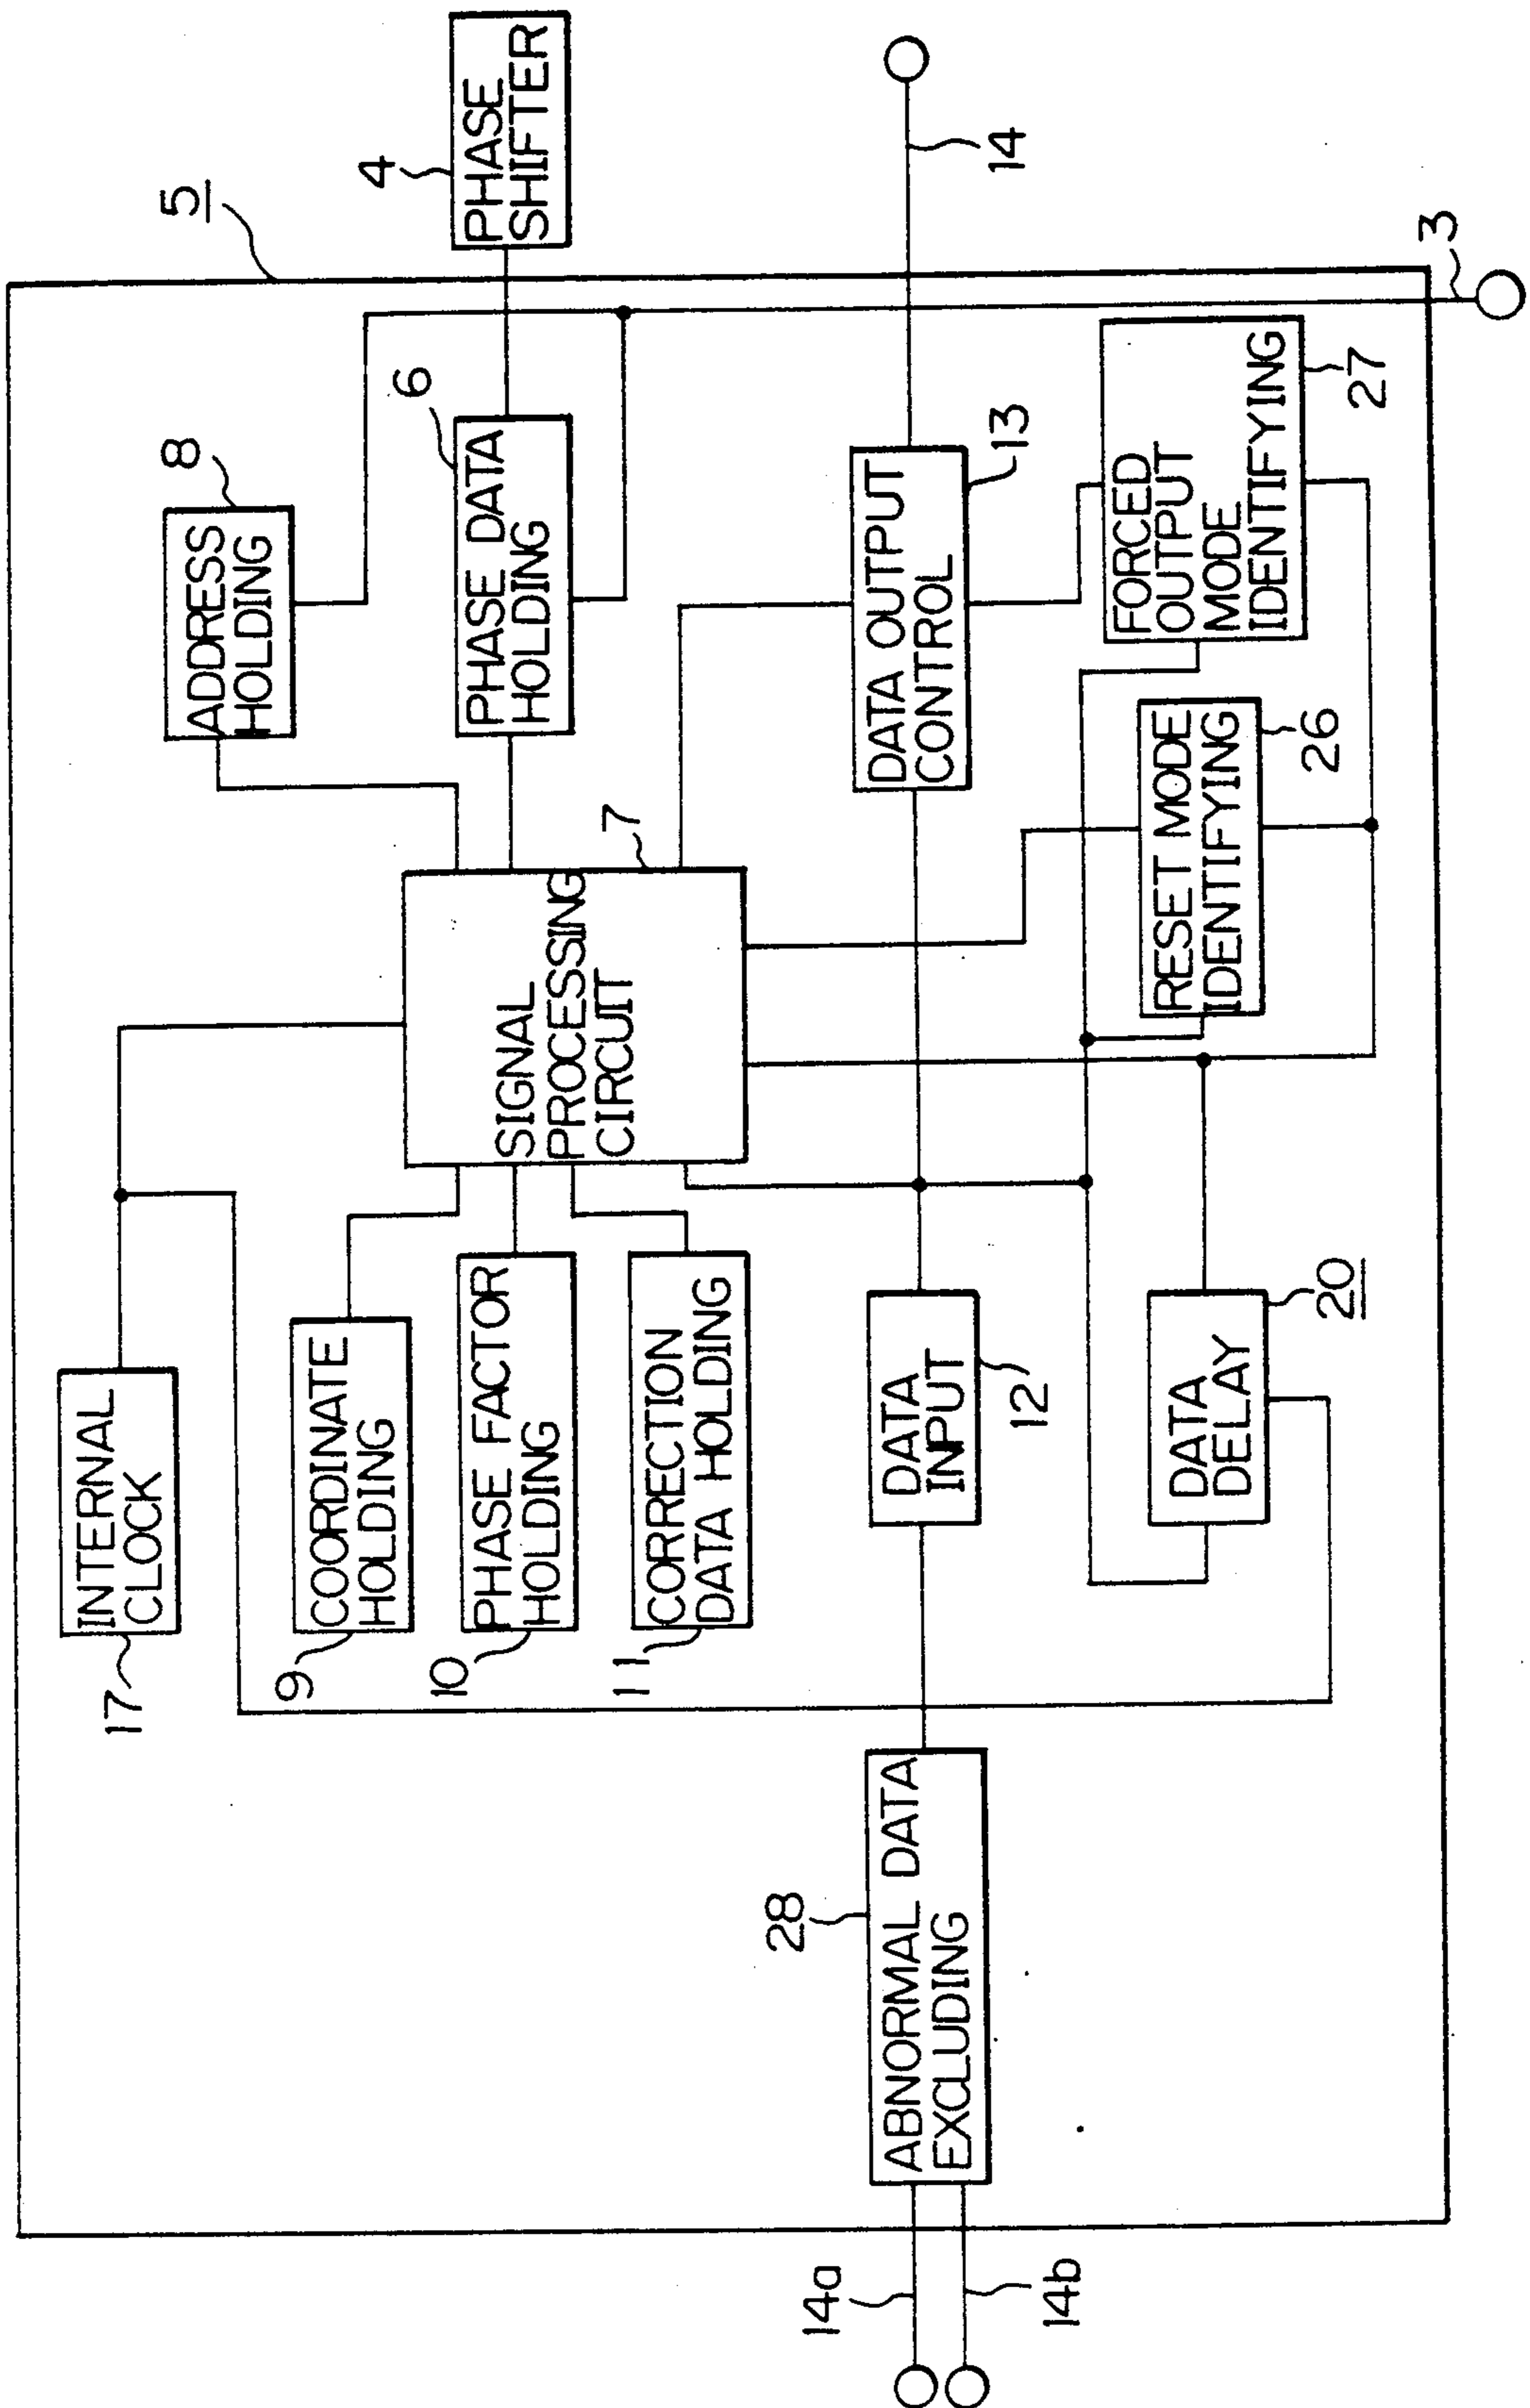 5
17
INTERNAL
CLOCK
8
ADDRESS
HOLDING
4
PHASE
SHIFTER
9
COORDINATE
HOLDING
10
PHASE FACTOR
HOLDING
11
CORRECTION
DATA HOLDING
7
SIGNAL
PROCESSING
CIRCUIT
6
PHASE DATA
HOLDING
14a
14b
28
ABNORMAL DATA
EXCLUDING
DATA
INPUT
12
DATA OUTPUT
CONTROL
13
14
DATA
DELAY
20
RESET MODE
IDENTIFYING
26
FORCED
OUTPUT
MODE
IDENTIFYING
27
3